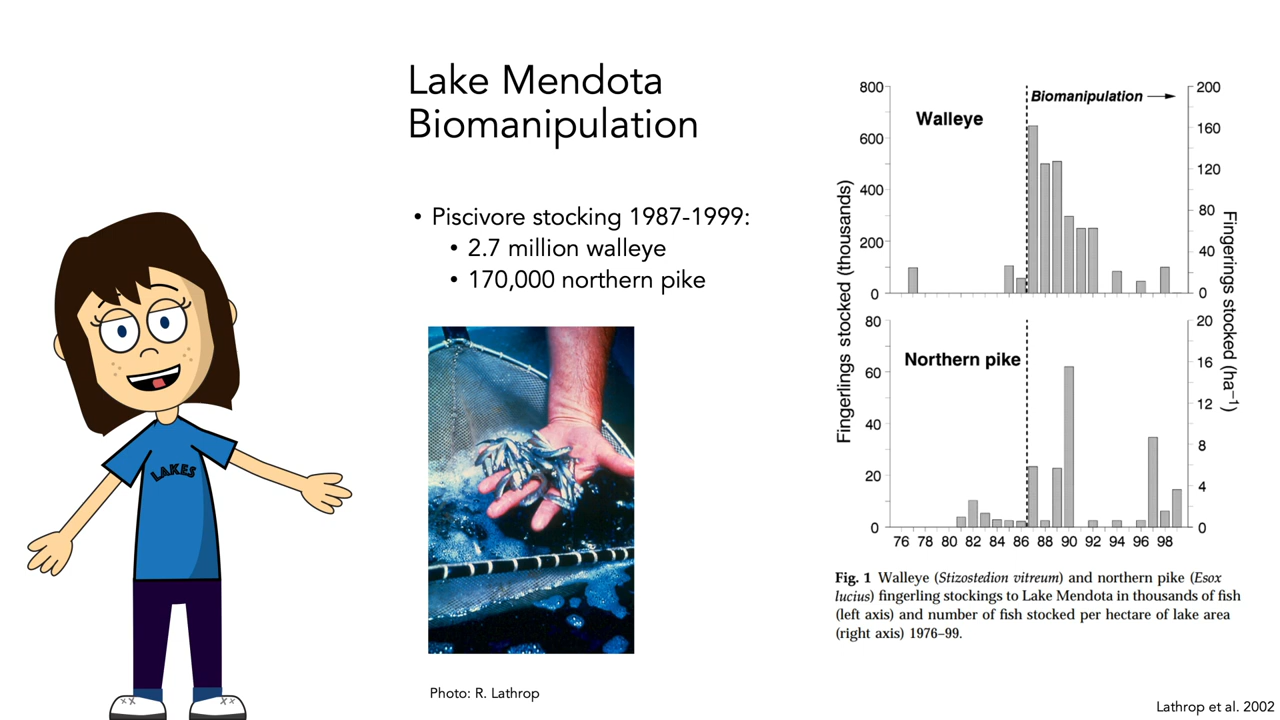 Lake Mendota
Biomanipulation
• Piscivore stocking 1987-1999:
• 2.7 million walleye
• 170,000 northern pike
LAKES
Photo: R. Lathrop
Biomanipulation
Walleye
800
600
400
200
0
200
160
120
80
40
0
Northern pike
80
60
40
20
0
20
16
12
8
4
0
76 78 80 82 84 86 88 90 92 94 96 98
Fingerlings stocked (thousands)
Fingerings stocked (ha⁻¹)
Fig. 1 Walleye (Stizostedion vitreum) and northern pike (Esox
lucius) fingerling stockings to Lake Mendota in thousands of fish
(left axis) and number of fish stocked per hectare of lake area
(right axis) 1976–99.
Lathrop et al. 2002